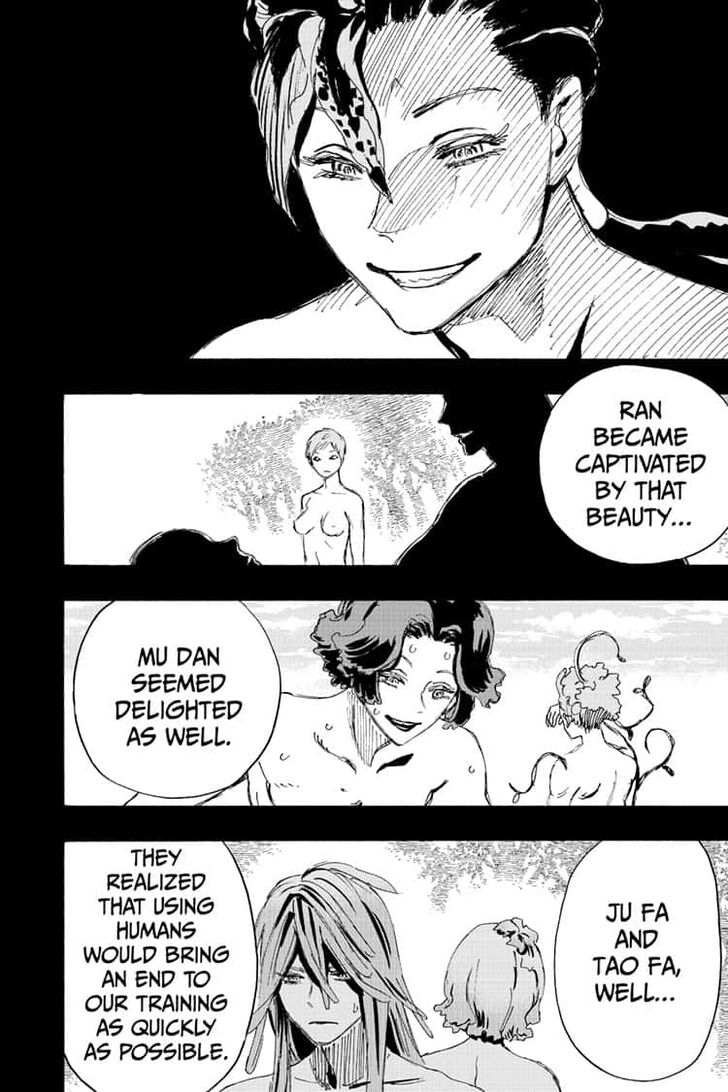 RAN
BECAME
CAPTIVATED
BY THAT
BEAUTY...
MU DAN
SEEMED
DELIGHTED
AS WELL.
JU FA
AND
TAO FA,
WELL...
THEY
REALIZED
THAT USING
HUMANS
WOULD BRING
AN END TO
OUR TRAINING
AS QUICKLY
AS POSSIBLE.